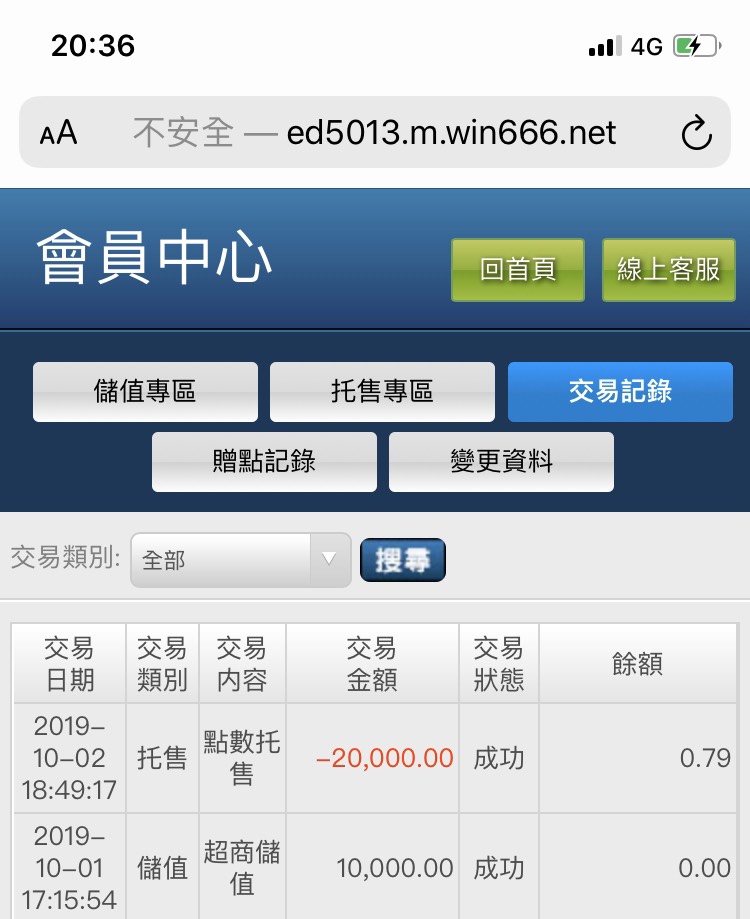 20:36 4G
AA 不安全 — ed5013.m.win666.net
會員中心 回首頁 線上客服
儲值專區 托售專區 交易記錄
贈點記錄 變更資料
交易類別: 全部 搜尋
交易日期 交易類別 交易内容 交易金額 交易狀態 餘額
2019-10-02 18:49:17 托售 點數托售 -20,000.00 成功 0.79
2019-10-01 17:15:54 儲值 超商儲值 10,000.00 成功 0.00